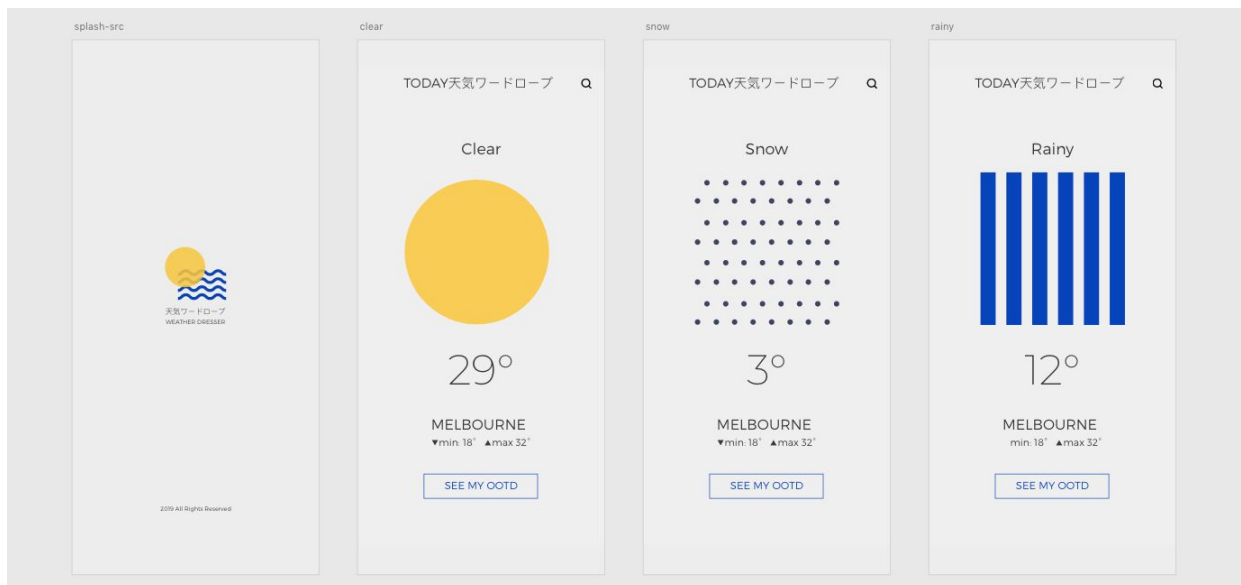 splash-src
天気ワードローブ
WEATHER DRESSER
2019 All Rights Reserved
clear
TODAY天気ワードローブ
Clear
29°
MELBOURNE
▼min: 18° ▲max 32°
SEE MY OOTD
snow
TODAY天気ワードローブ
Snow
3°
MELBOURNE
▼min: 18° ▲max 32°
SEE MY OOTD
rainy
TODAY天気ワードローブ
Rainy
12°
MELBOURNE
min: 18° ▲max 32°
SEE MY OOTD